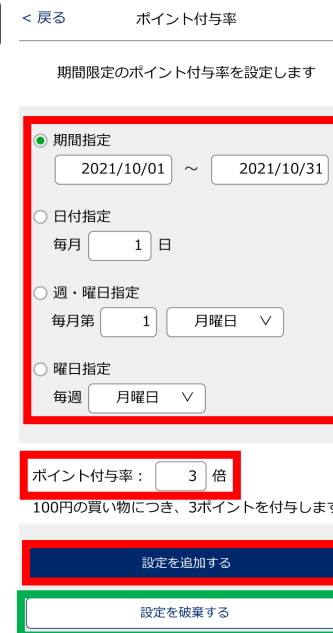 < 戻る ポイント付与率
期間限定のポイント付与率を設定します
期間指定
2021/10/01 ～ 2021/10/31
日付指定
毎月 1 日
週・曜日指定
毎月第 1 月曜日 ∨
曜日指定
毎週 月曜日 ∨
ポイント付与率： 3 倍
100円の買い物につき、3ポイントを付与します
設定を追加する
設定を破棄する